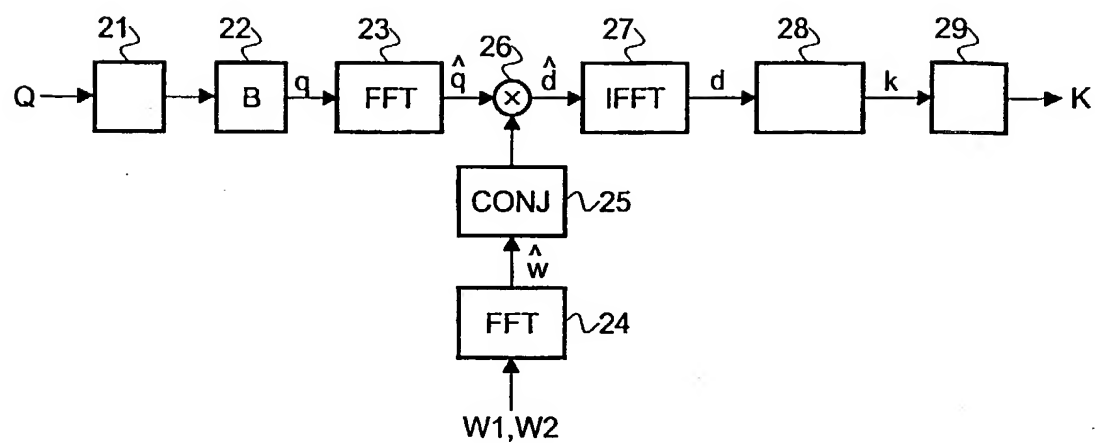 21 22 23 26 27 28 29
Q B q FFT q̂ × d̂ IFFT d k K
CONJ 25
ŵ
FFT 24
W1,W2